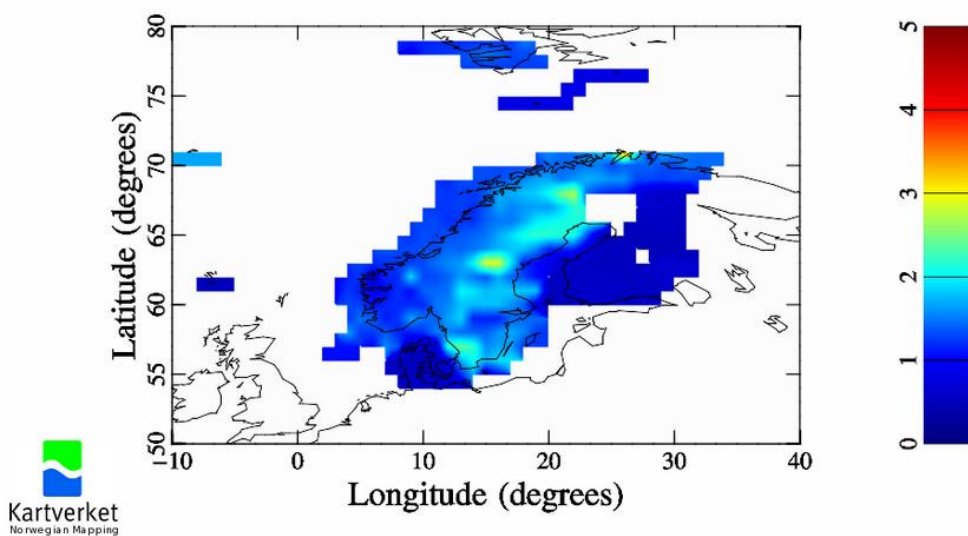 80
75
70
65
60
55
50
Latitude (degrees)
-10 0 10 20 30 40
Longitude (degrees)
5
4
3
2
1
0
Kartverket
Norwegian Mapping